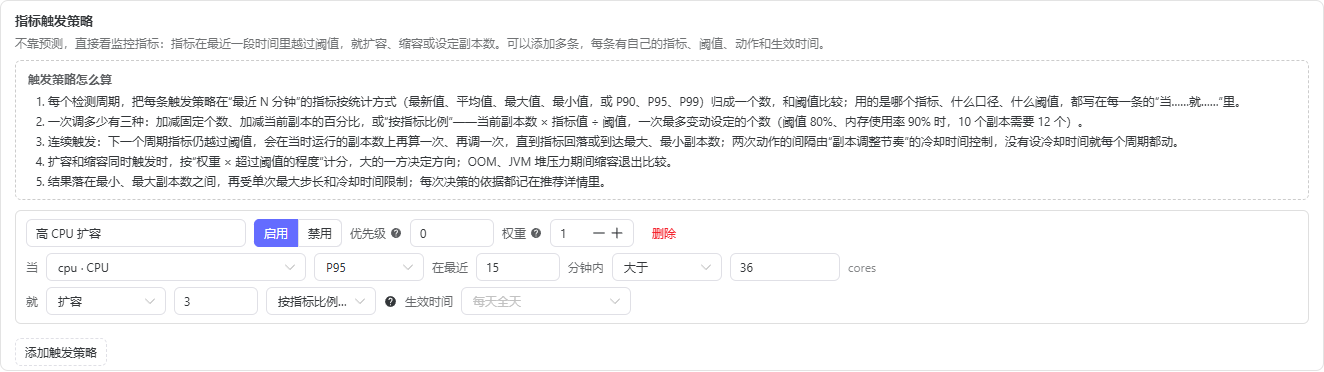 指标触发策略
不靠预测，直接看监控指标：指标在最近一段时间里越过阈值，就扩容、缩容或设定副本数。可以添加多条，每条有自己的指标、阈值、动作和生效时间。
触发策略怎么算
1. 每个检测周期，把每条触发策略在“最近 N 分钟”的指标按统计方式（最新值、平均值、最大值、最小值，或 P90、P95、P99）归成一个数，和阈值比较；用的是哪个指标、什么口径、什么阈值，都写在每一条的“当……就……”里。
2. 一次调多少有三种：加减固定个数、加减当前副本的百分比，或“按指标比例”——当前副本数 × 指标值 ÷ 阈值，一次最多变动设定的个数（阈值 80%、内存使用率 90% 时，10 个副本需要 12 个）。
3. 连续触发：下一个周期指标仍越过阈值，会在当时运行的副本数上再算一次、再调一次，直到指标回落或到达最大、最小副本数；两次动作的间隔由“副本调整节奏”的冷却时间控制，没有设冷却时间就每个周期都动。
4. 扩容和缩容同时触发时，按“权重 × 超过阈值的程度”计分，大的一方决定方向；OOM、JVM 堆压力期间缩容退出比较。
5. 结果落在最小、最大副本数之间，再受单次最大步长和冷却时间限制；每次决策的依据都记在推荐详情里。
高 CPU 扩容 启用 禁用 优先级 ? 0 权重 ? 1 — + 删除
当 cpu · CPU P95 在最近 15 分钟内 大于 36 cores
就 扩容 3 按指标比例... ? 生效时间 每天全天
添加触发策略